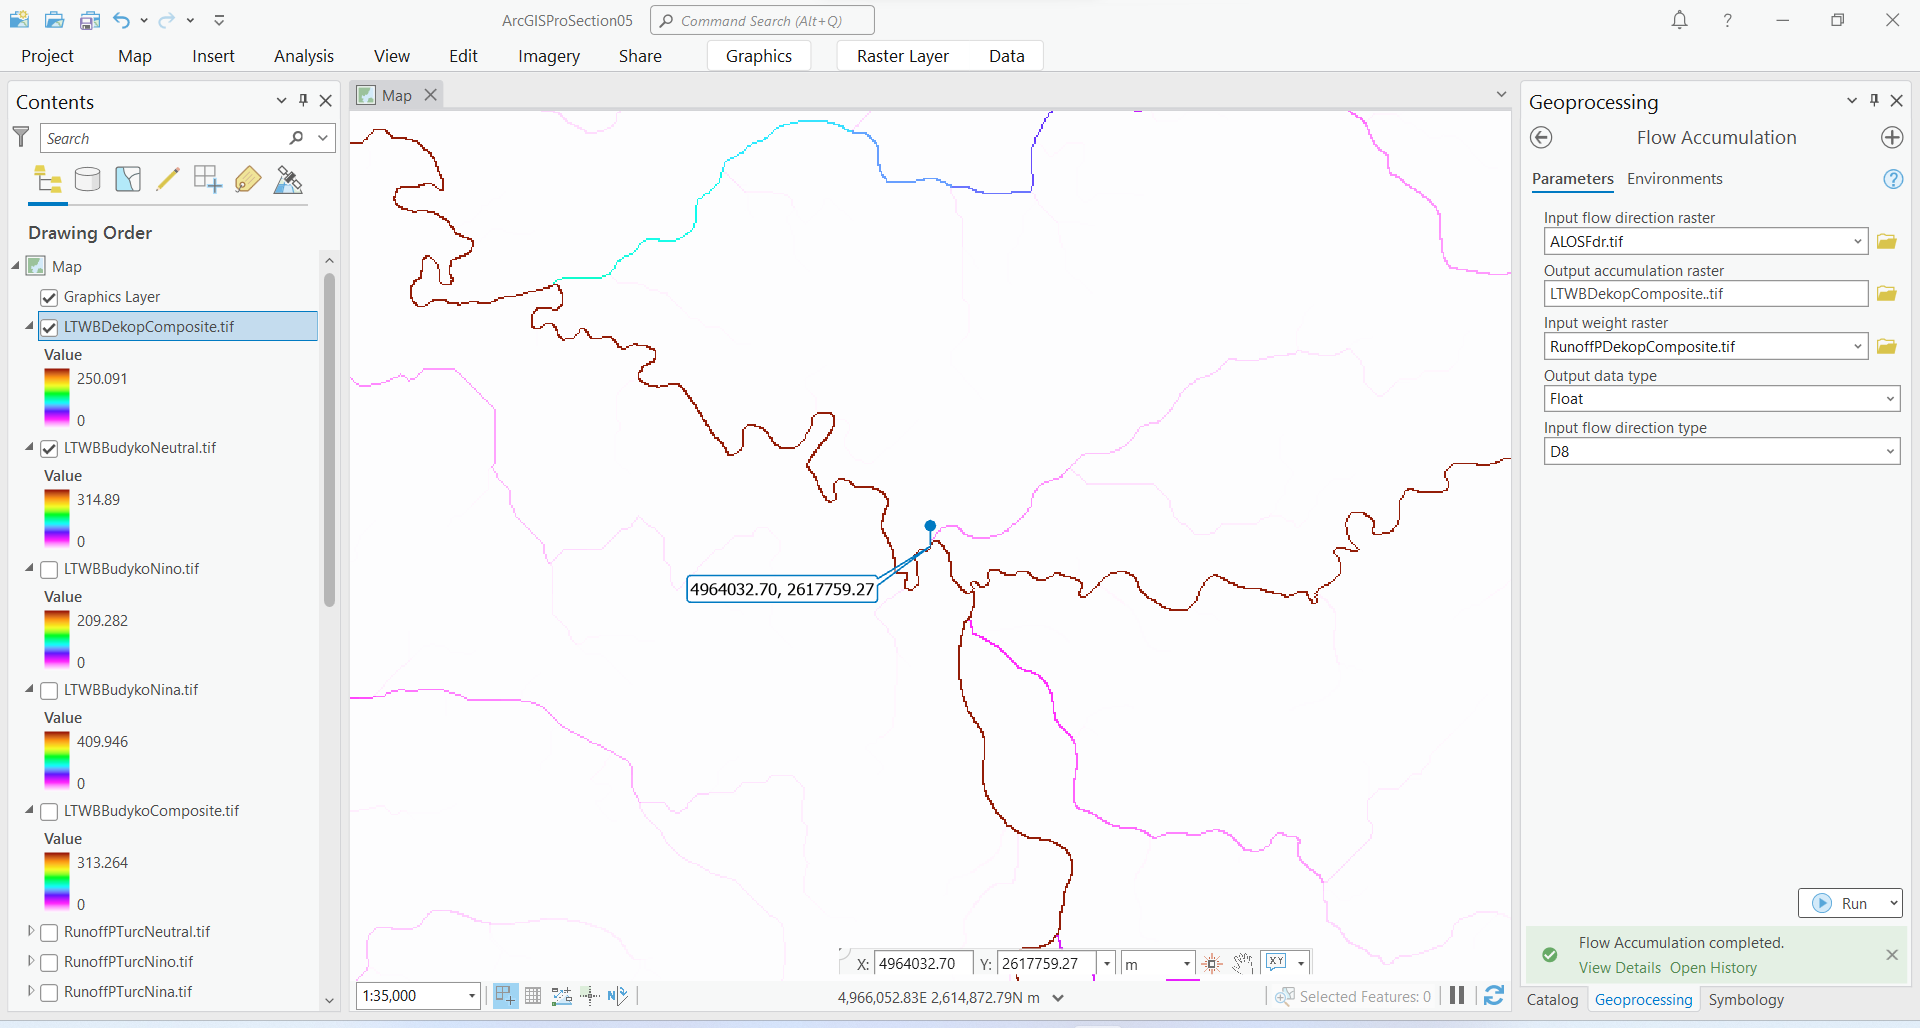 ArcGISProSection05
Command Search (Alt+Q)
?
Project
Map
Insert
Analysis
View
Edit
Imagery
Share
Graphics
Raster Layer
Data
Contents
Search
Drawing Order
Map
Graphics Layer
LTWBDekopComposite.tif
Value
250.091
0
LTWBBudykoNeutral.tif
Value
314.89
0
LTWBBudykoNino.tif
Value
209.282
0
LTWBBudykoNina.tif
Value
409.946
0
LTWBBudykoComposite.tif
Value
313.264
0
RunoffPTurcNeutral.tif
RunoffPTurcNino.tif
RunoffPTurcNina.tif
Map
4964032.70, 2617759.27
X: 4964032.70 Y: 2617759.27 m XY
1:35,000
N
4,966,052.83E 2,614,872.79N m
Selected Features: 0
Geoprocessing
Flow Accumulation
Parameters Environments
?
Input flow direction raster
ALOSFdr.tif
Output accumulation raster
LTWBDekopComposite..tif
Input weight raster
RunoffPDekopComposite.tif
Output data type
Float
Input flow direction type
D8
Run
Flow Accumulation completed.
View Details Open History
Catalog Geoprocessing Symbology